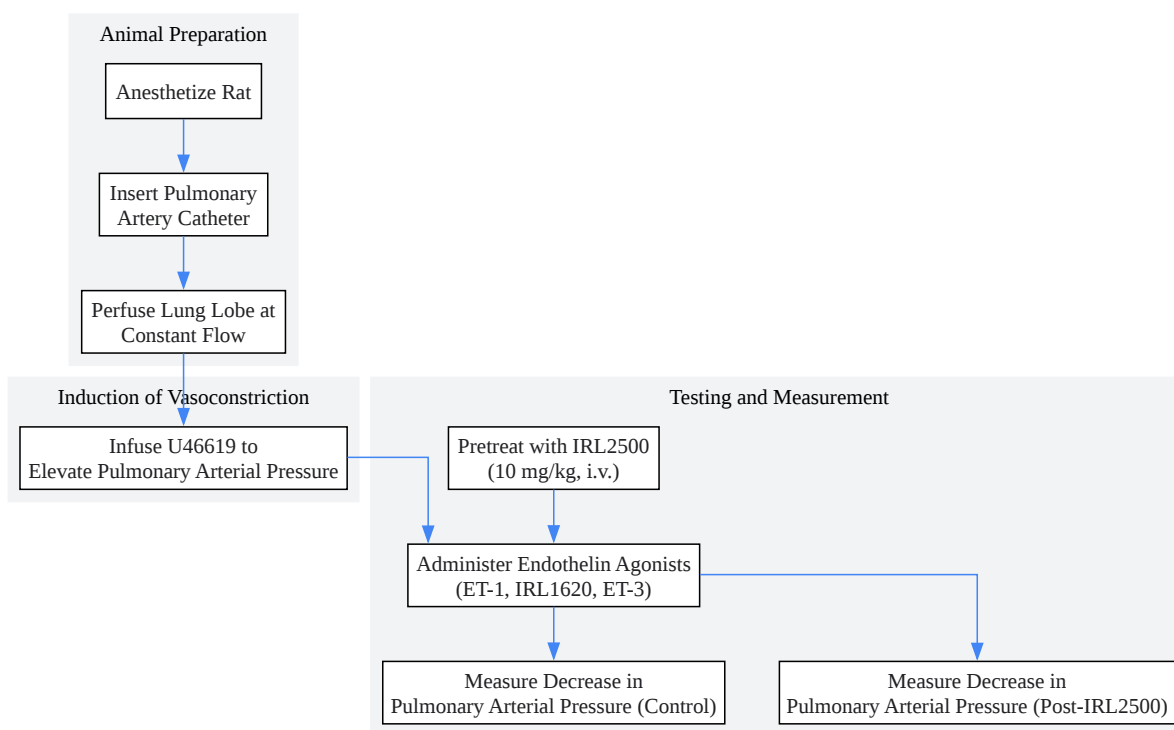 Animal Preparation
Anesthetize Rat
Insert Pulmonary
Artery Catheter
Perfuse Lung Lobe at
Constant Flow
Induction of Vasoconstriction
Infuse U46619 to
Elevate Pulmonary Arterial Pressure
Testing and Measurement
Pretreat with IRL2500
(10 mg/kg, i.v.)
Administer Endothelin Agonists
(ET-1, IRL1620, ET-3)
Measure Decrease in
Pulmonary Arterial Pressure (Control)
Measure Decrease in
Pulmonary Arterial Pressure (Post-IRL2500)